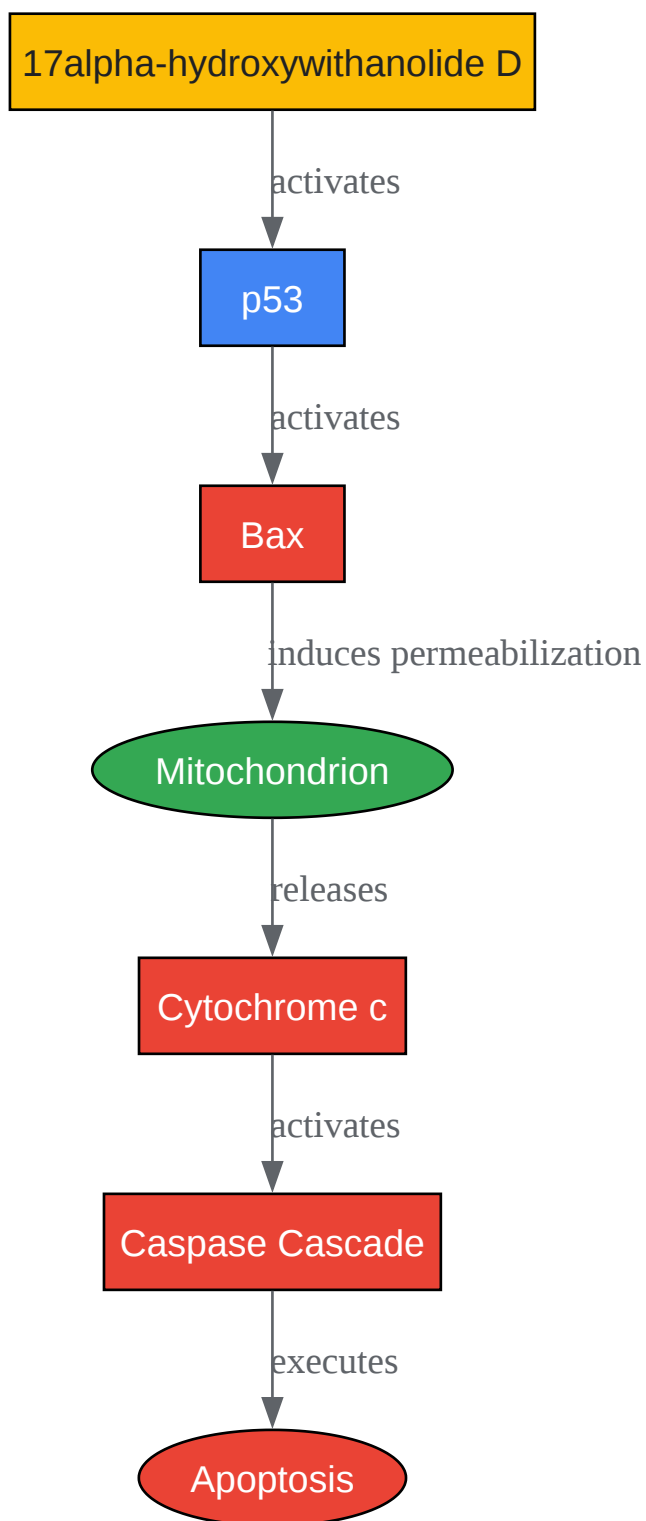 17alpha-hydroxywithanolide D
activates
p53
activates
Bax
induces permeabilization
Mitochondrion
releases
Cytochrome c
activates
Caspase Cascade
executes
Apoptosis